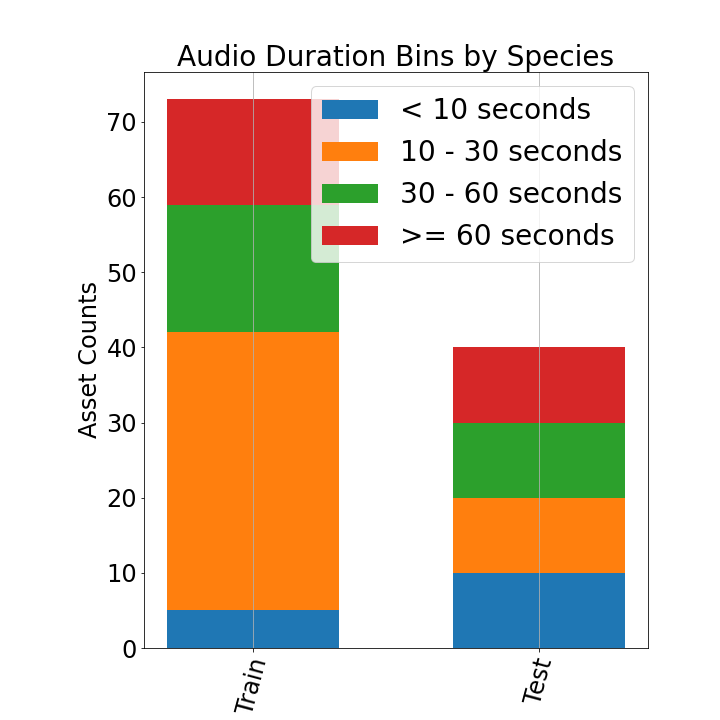 Audio Duration Bins by Species
< 10 seconds
10 - 30 seconds
30 - 60 seconds
>= 60 seconds
Asset Counts
70
60
50
40
30
20
10
0
Train
Test